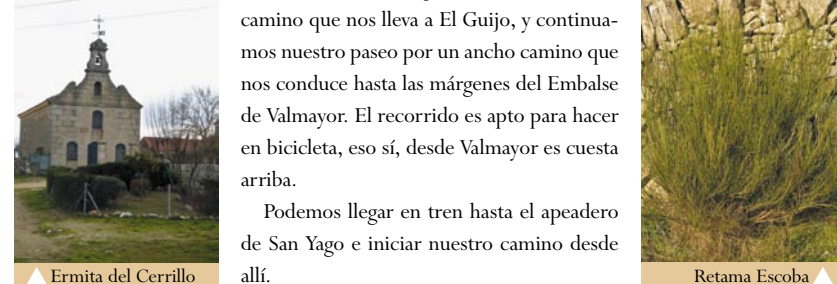 camino que nos lleva a El Guijo, y continua-
mos nuestro paseo por un ancho camino que
nos conduce hasta las márgenes del Embalse
de Valmayor. El recorrido es apto para hacer
en bicicleta, eso sí, desde Valmayor es cuesta
arriba.
Podemos llegar en tren hasta el apeadero
de San Yago e iniciar nuestro camino desde
allí.
Ermita del Cerrillo
Retama Escoba